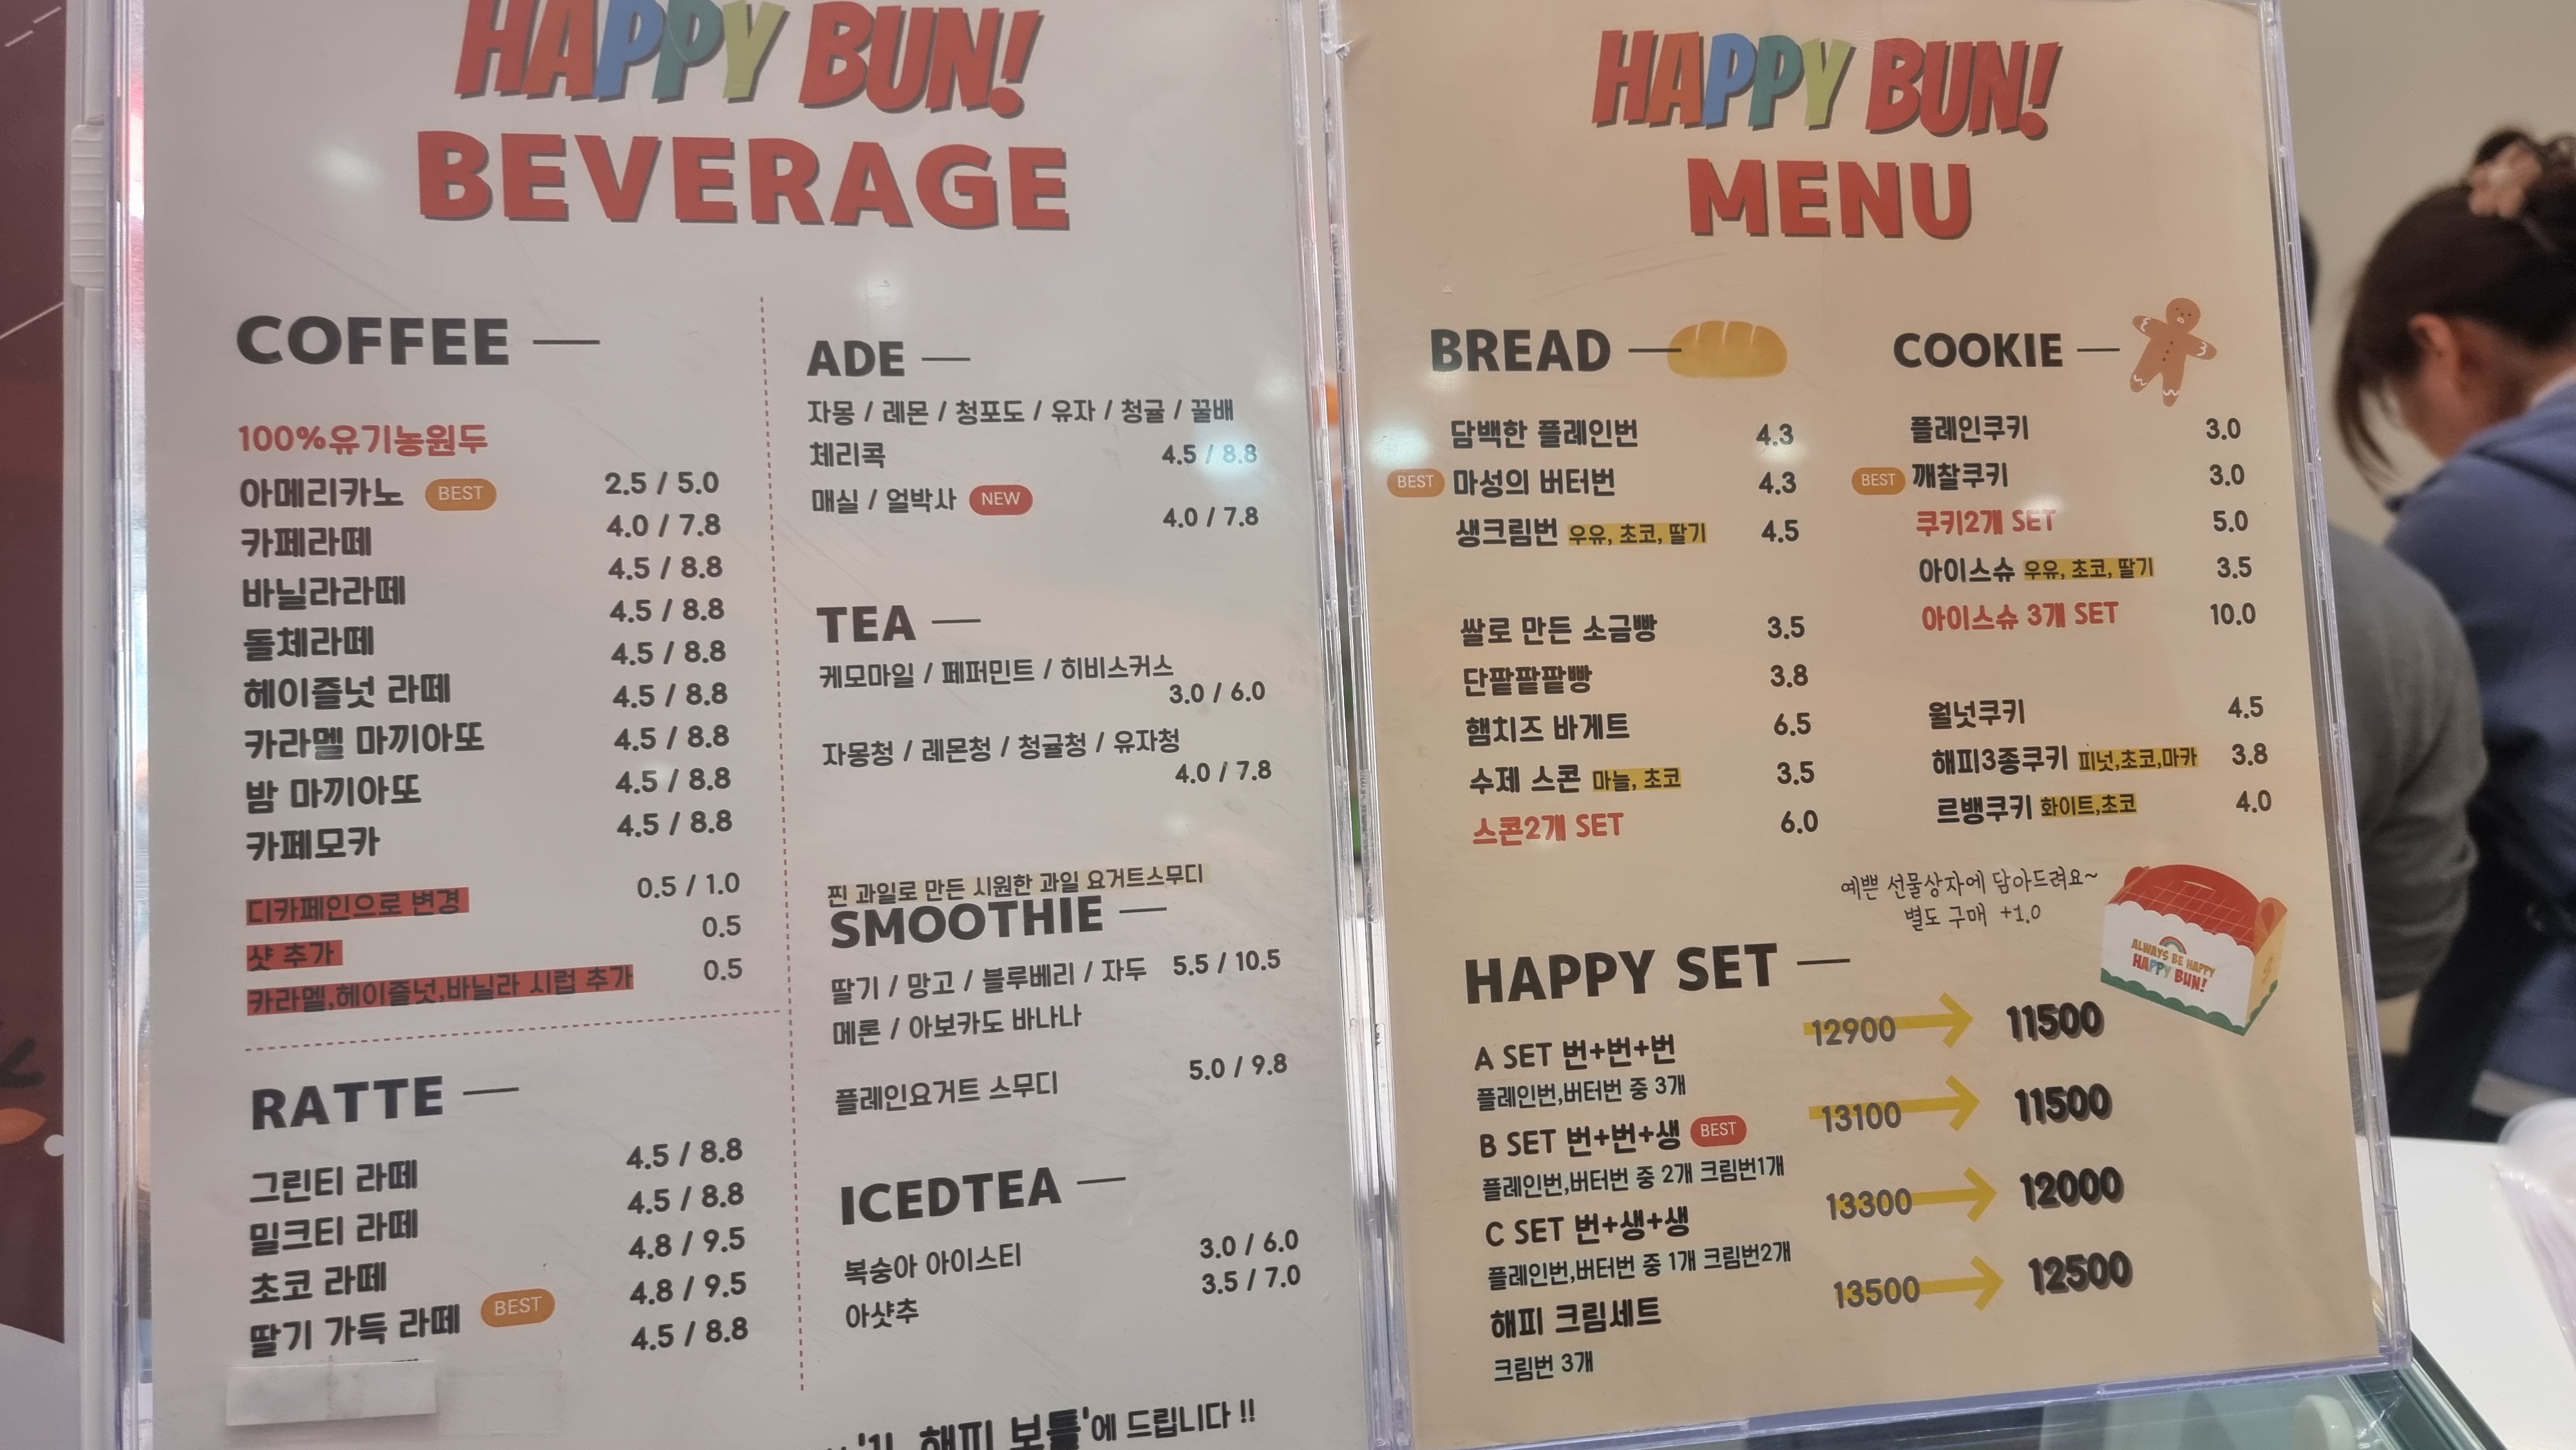 HAPPY BUN!
BEVERAGE
COFFEE
100%유기농원두
아메리카노 BEST 2.5 / 5.0
카페라떼 4.0 / 7.8
바닐라라떼 4.5 / 8.8
돌체라떼 4.5 / 8.8
헤이즐넛 라떼 4.5 / 8.8
카라멜 마끼아또 4.5 / 8.8
밤 마끼아또 4.5 / 8.8
카페모카 4.5 / 8.8
4.5 / 8.8
디카페인으로 변경 0.5 / 1.0
샷 추가 0.5
카라멜,헤이즐넛,바닐라 시럽 추가 0.5
RATTE
그린티 라떼 4.5 / 8.8
밀크티 라떼 4.5 / 8.8
초코 라떼 4.8 / 9.5
딸기 가득 라떼 BEST 4.8 / 9.5
4.5 / 8.8
ADE
자몽 / 레몬 / 청포도 / 유자 / 청귤 / 꿀배
체리콕 4.5 / 8.8
매실 / 얼박사 NEW
4.0 / 7.8
TEA
케모마일 / 페퍼민트 / 히비스커스
3.0 / 6.0
자몽청 / 레몬청 / 청귤청 / 유자청
4.0 / 7.8
찐 과일로 만든 시원한 과일 요거트스무디
SMOOTHIE
딸기 / 망고 / 블루베리 / 자두 5.5 / 10.5
메론 / 아보카도 바나나
플레인요거트 스무디 5.0 / 9.8
ICEDTEA
복숭아 아이스티 3.0 / 6.0
아샷추 3.5 / 7.0
해피 보틀'에 드립니다 !!
HAPPY BUN!
MENU
BREAD
담백한 플레인번 4.3
BEST 마성의 버터번 4.3
생크림번 우유, 초코, 딸기 4.5
쌀로 만든 소금빵 3.5
단팥팥팥빵 3.8
햄치즈 바게트 6.5
수제 스콘 마늘, 초코 3.5
스콘2개 SET 6.0
COOKIE
플레인쿠키 3.0
BEST 깨찰쿠키 3.0
쿠키2개 SET 5.0
아이스슈 우유, 초코, 딸기 3.5
아이스슈 3개 SET 10.0
월넛쿠키 4.5
해피3종쿠키 피넛,초코,마카 3.8
르뱅쿠키 화이트,초코 4.0
예쁜 선물상자에 담아드려요~
별도 구매 +1.0
ALWAYS BE HAPPY
HAPPY BUN!
HAPPY SET
A SET 번+번+번 12900 11500
플레인번,버터번 중 3개
B SET 번+번+생 BEST 13100 11500
플레인번,버터번 중 2개 크림번1개
C SET 번+생+생 13300 12000
플레인번,버터번 중 1개 크림번2개
해피 크림세트 13500 12500
크림번 3개